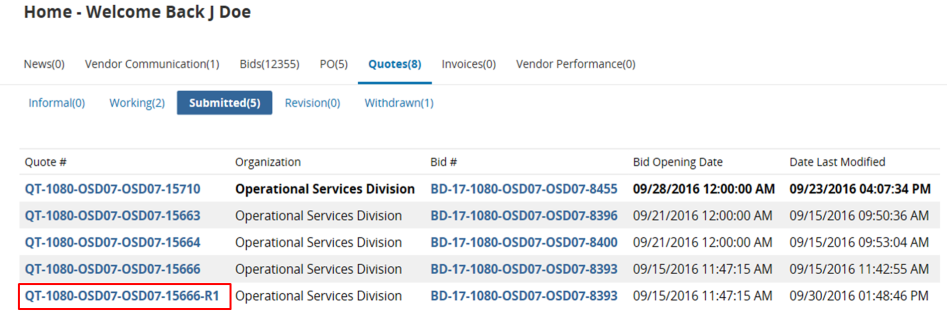 Home - Welcome Back J Doe
News(0) Vendor Communication(1) Bids(12355) PO(5) Quotes(8) Invoices(0) Vendor Performance(0)
Informal(0) Working(2) Submitted(5) Revision(0) Withdrawn(1)
Quote # Organization Bid # Bid Opening Date Date Last Modified
QT-1080-OSD07-OSD07-15710 Operational Services Division BD-17-1080-OSD07-OSD07-8455 09/28/2016 12:00:00 AM 09/23/2016 04:07:34 PM
QT-1080-OSD07-OSD07-15663 Operational Services Division BD-17-1080-OSD07-OSD07-8396 09/21/2016 12:00:00 AM 09/15/2016 09:50:36 AM
QT-1080-OSD07-OSD07-15664 Operational Services Division BD-17-1080-OSD07-OSD07-8400 09/21/2016 12:00:00 AM 09/15/2016 09:53:04 AM
QT-1080-OSD07-OSD07-15666 Operational Services Division BD-17-1080-OSD07-OSD07-8393 09/15/2016 11:47:15 AM 09/15/2016 11:42:55 AM
QT-1080-OSD07-OSD07-15666-R1 Operational Services Division BD-17-1080-OSD07-OSD07-8393 09/15/2016 11:47:15 AM 09/30/2016 01:48:46 PM